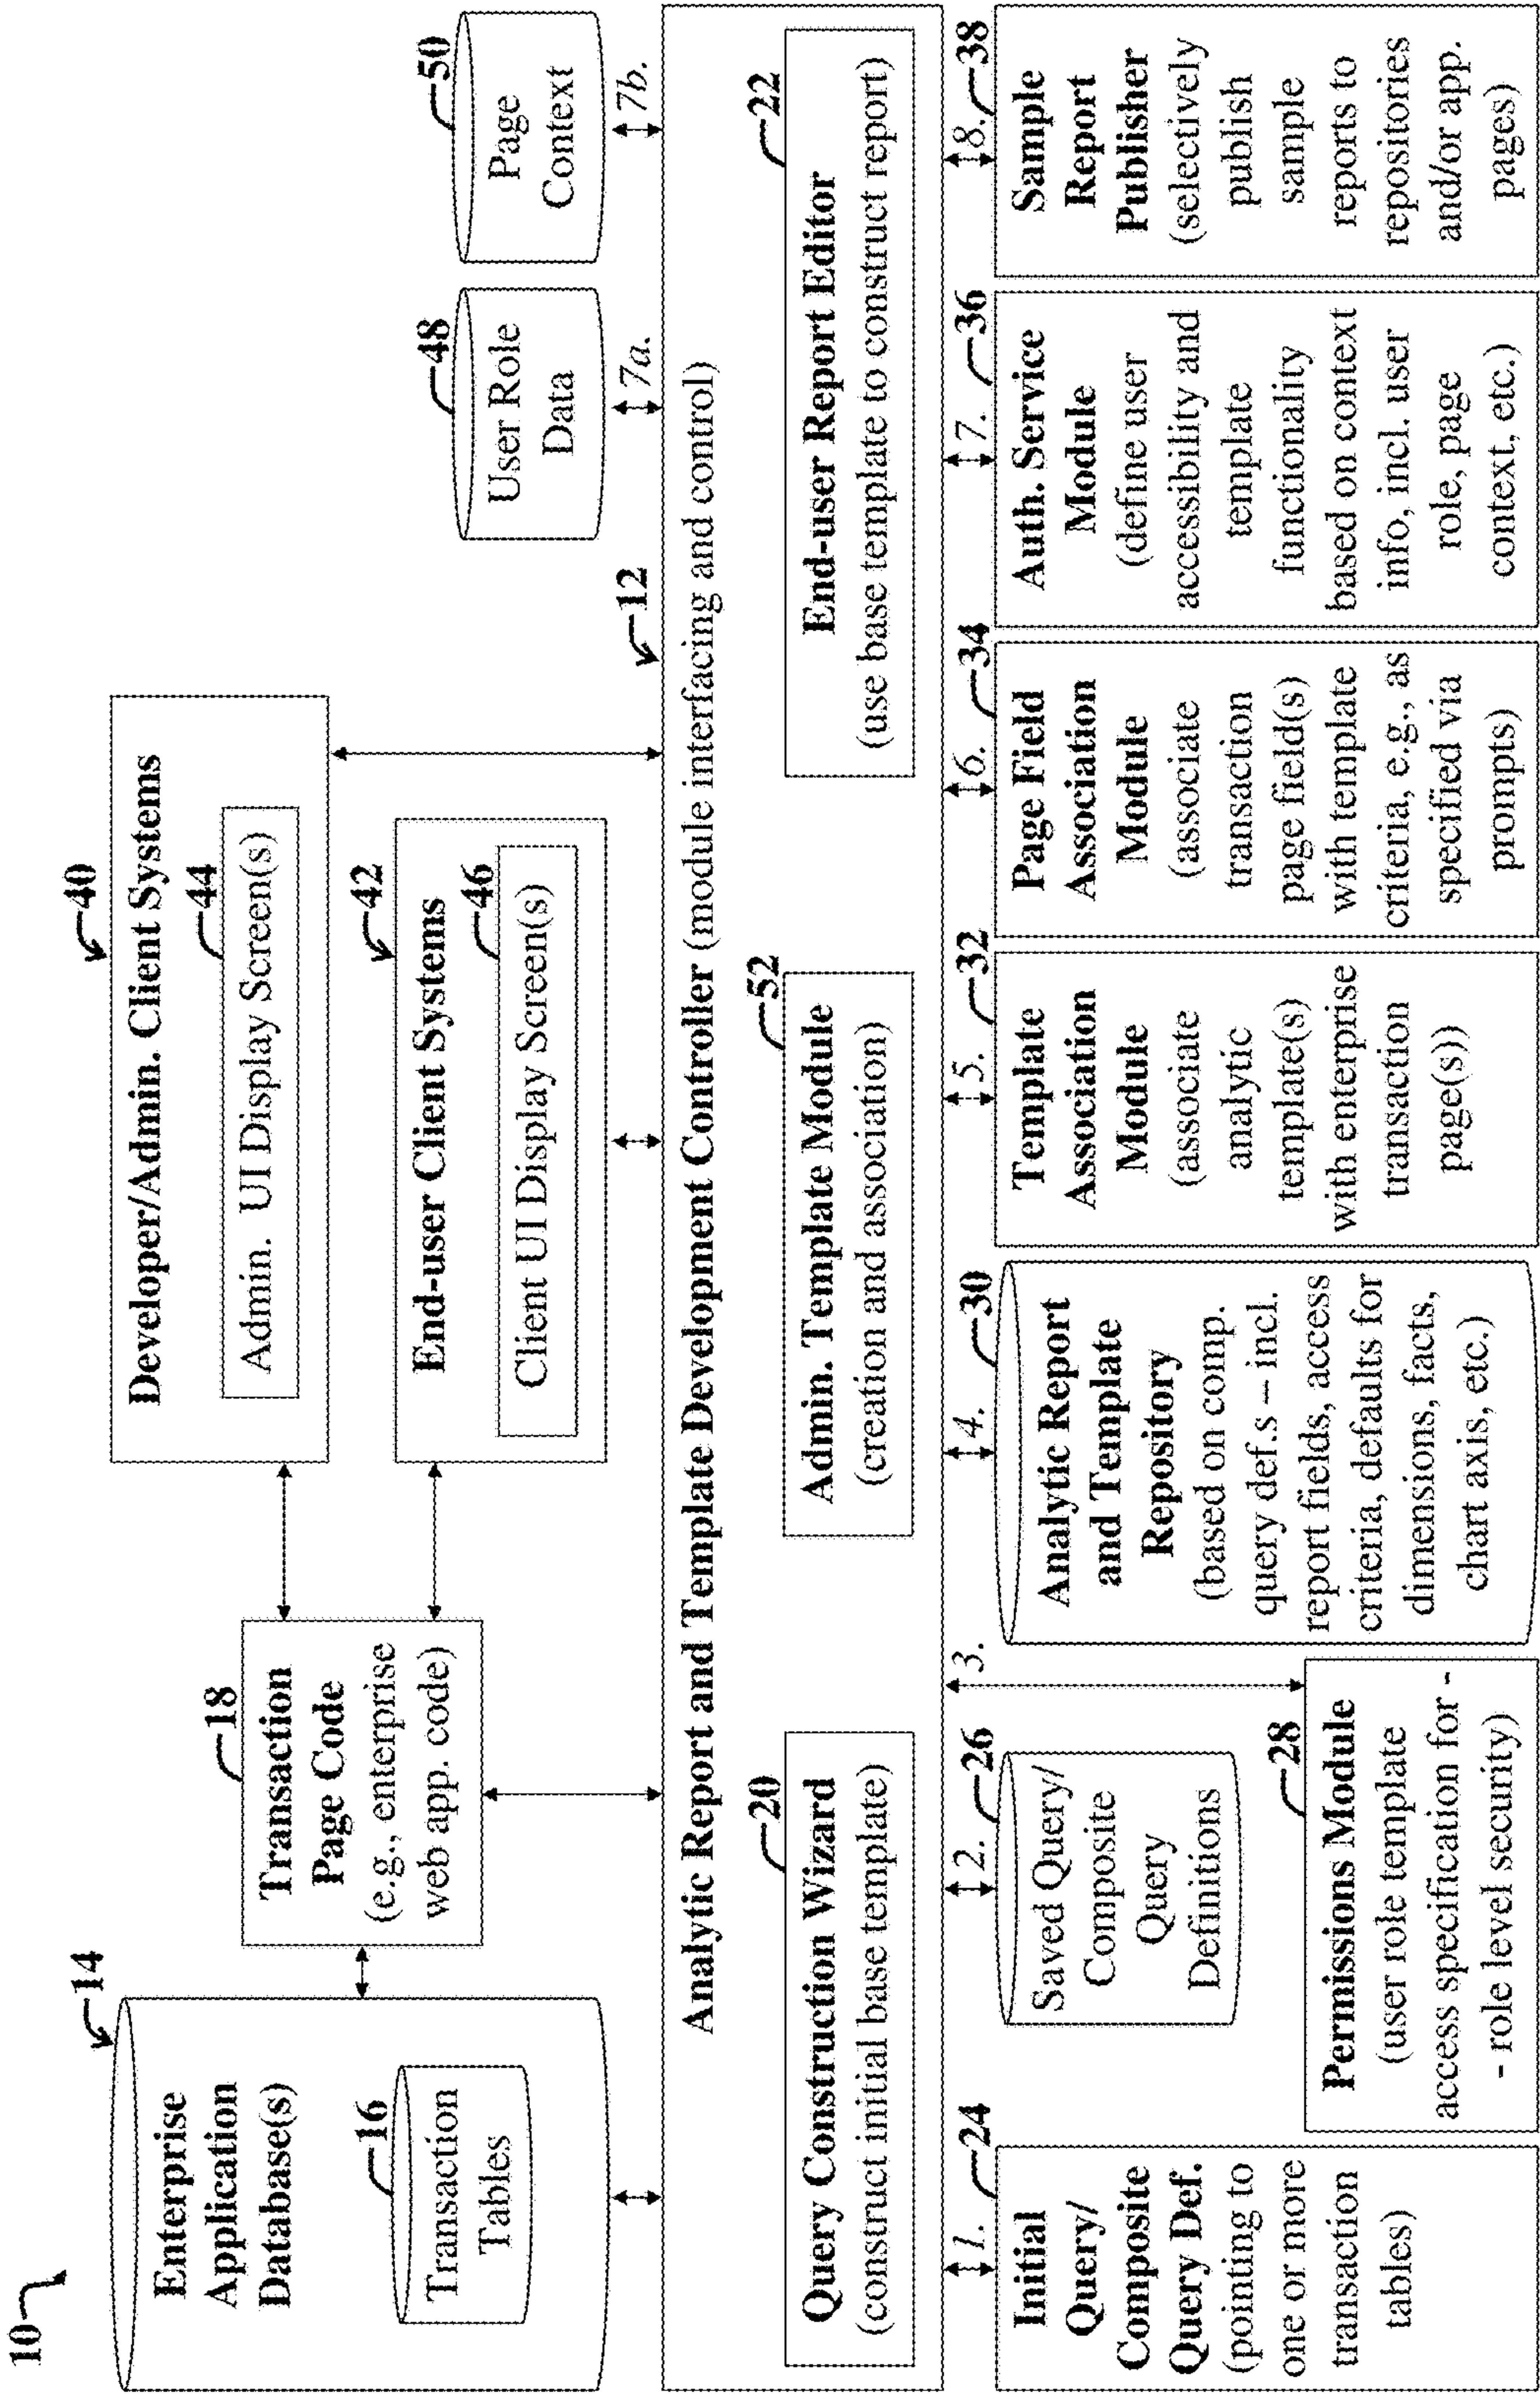 10
14
Enterprise
Application
Database(s)
16
Transaction
Tables
18
Transaction
Page Code
(e.g., enterprise
web app. code)
40
Developer/Admin. Client Systems
44
Admin. UI Display Screen(s)
42
End-user Client Systems
46
Client UI Display Screen(s)
48
User Role
Data
50
Page
Context
7a.
7b.
12
Analytic Report and Template Development Controller (module interfacing and control)
20
Query Construction Wizard
(construct initial base template)
52
Admin. Template Module
(creation and association)
22
End-user Report Editor
(use base template to construct report)
1.
24
Initial
Query/
Composite
Query Def.
(pointing to
one or more
transaction
tables)
2.
26
Saved Query/
Composite
Query
Definitions
3.
28
Permissions Module
(user role template
access specification for -
- role level security)
4.
30
Analytic Report
and Template
Repository
(based on comp.
query def.s – incl.
report fields, access
criteria, defaults for
dimensions, facts,
chart axis, etc.)
5.
32
Template
Association
Module
(associate
analytic
template(s)
with enterprise
transaction
page(s))
6.
34
Page Field
Association
Module
(associate
transaction
page field(s)
with template
criteria, e.g., as
specified via
prompts)
7.
36
Auth. Service
Module
(define user
accessibility and
template
functionality
based on context
info, incl. user
role, page
context, etc.)
8.
38
Sample
Report
Publisher
(selectively
publish
sample
reports to
repositories
and/or app.
pages)